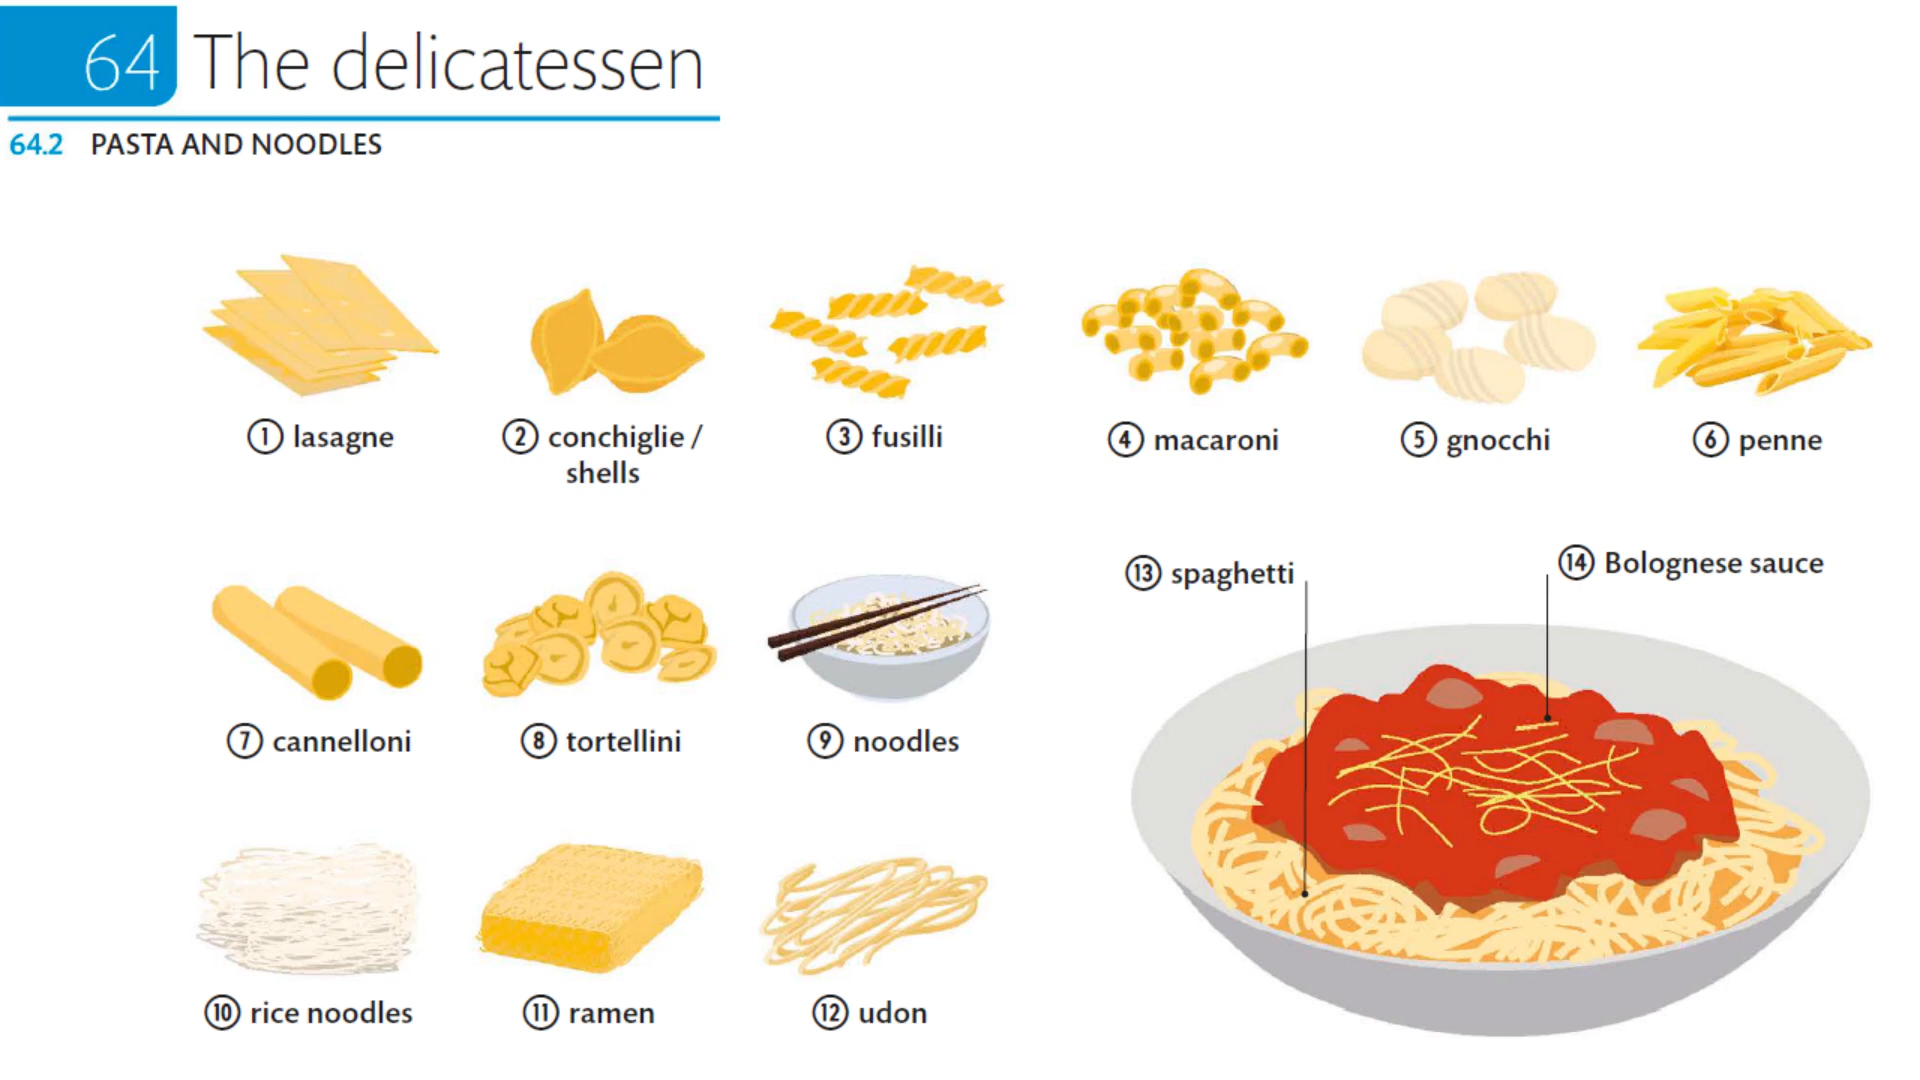 64 The delicatessen
64.2 PASTA AND NOODLES
1 lasagne
2 conchiglie /
shells
3 fusilli
4 macaroni
5 gnocchi
6 penne
7 cannelloni
8 tortellini
9 noodles
13 spaghetti
14 Bolognese sauce
10 rice noodles
11 ramen
12 udon